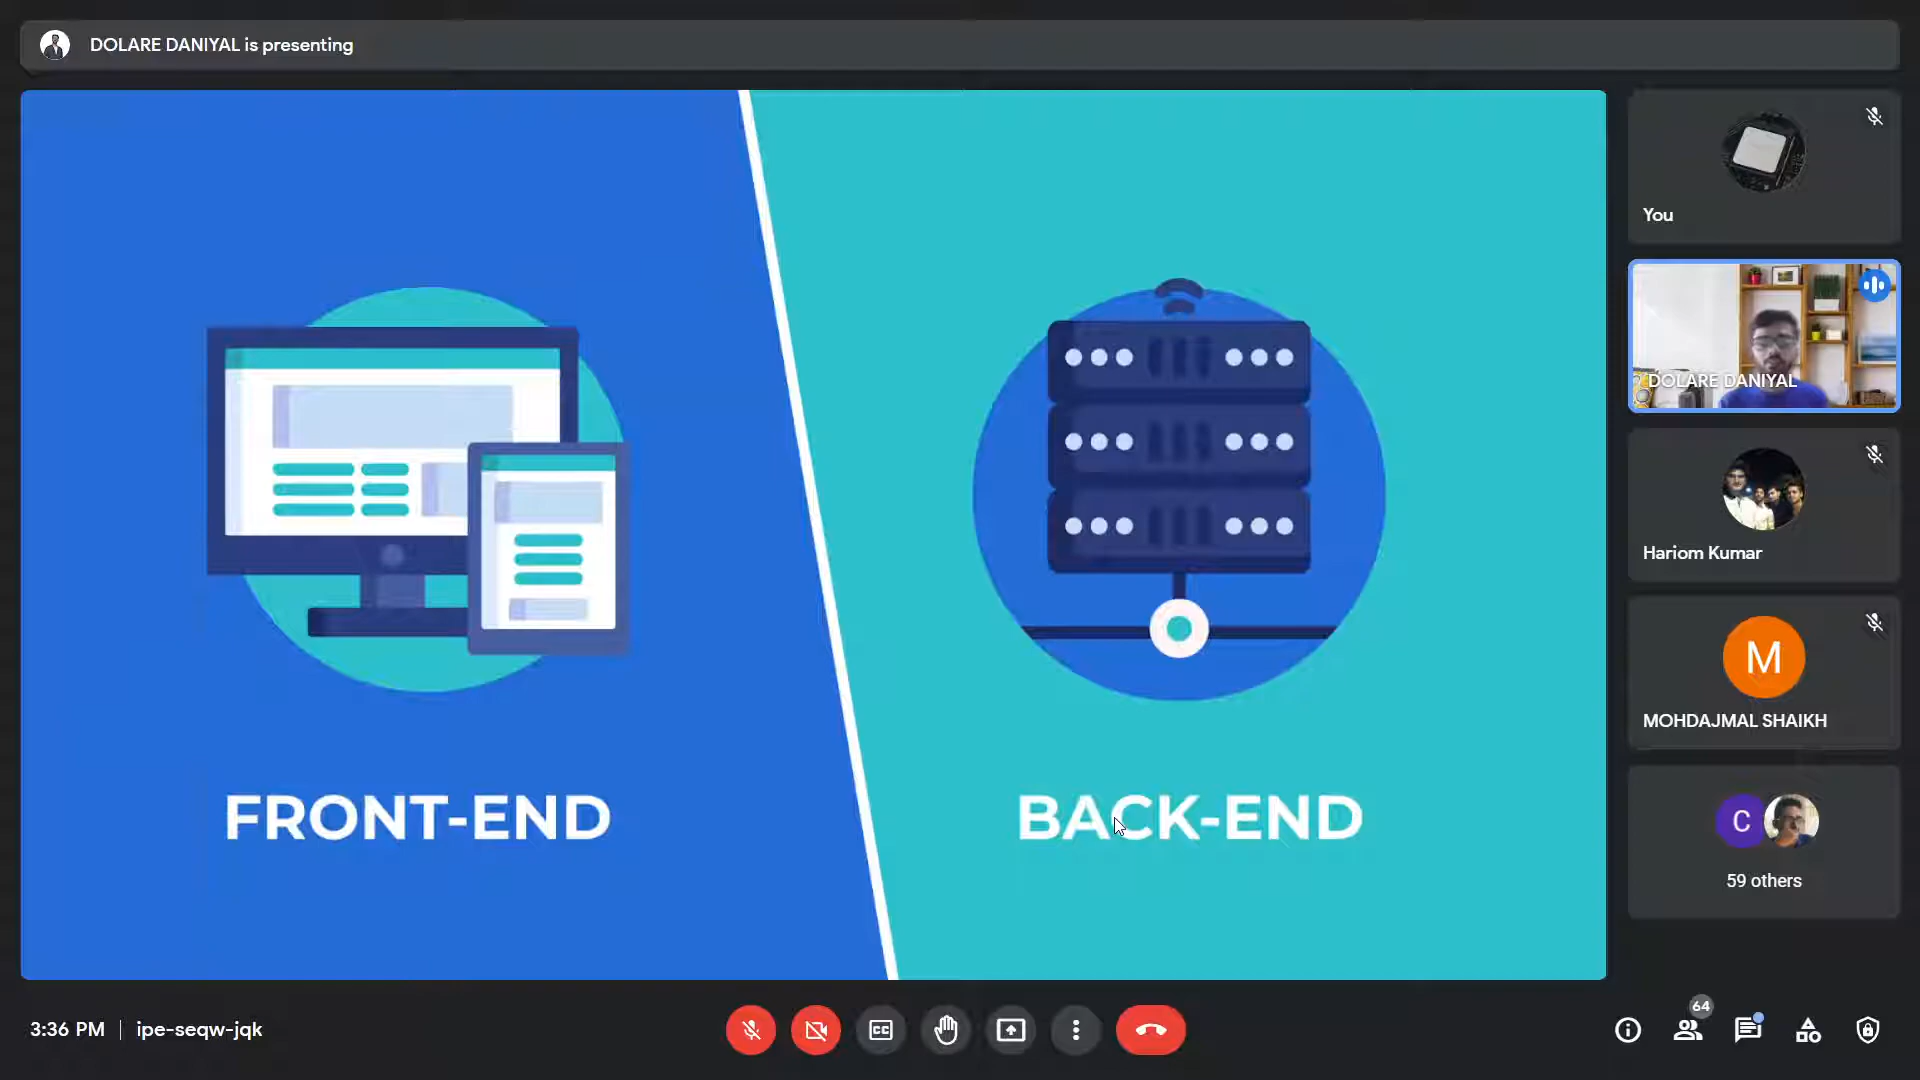 DOLARE DANIYAL is presenting
FRONT-END
BACK-END
You
DOLARE DANIYAL
Hariom Kumar
M
MOHDAJMAL SHAIKH
C
59 others
3:36 PM | ipe-seqw-jqk
CC
64